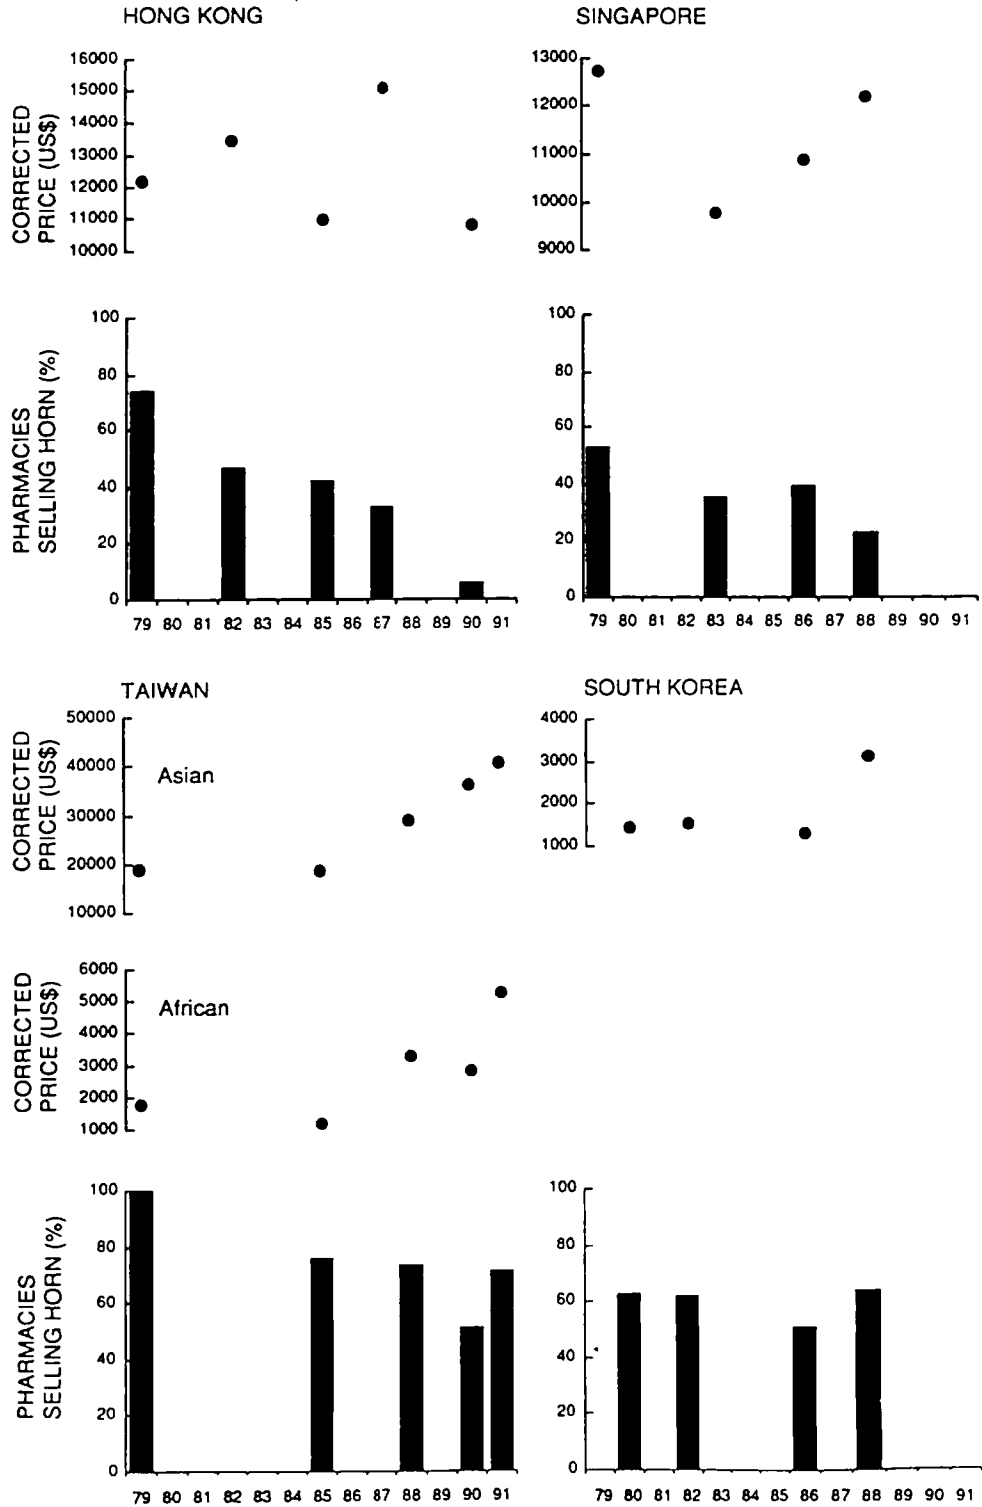 HONG KONG
SINGAPORE
CORRECTED
PRICE (US$)
16000
15000
14000
13000
12000
11000
10000
13000
12000
11000
10000
9000
PHARMACIES
SELLING HORN (%)
100
80
60
40
20
0
100
80
60
40
20
0
79 80 81 82 83 84 85 86 87 88 89 90 91
79 80 81 82 83 84 85 86 87 88 89 90 91
TAIWAN
SOUTH KOREA
CORRECTED
PRICE (US$)
50000
40000
30000
20000
10000
Asian
4000
3000
2000
1000
CORRECTED
PRICE (US$)
6000
5000
4000
3000
2000
1000
African
PHARMACIES
SELLING HORN (%)
100
80
60
40
20
0
100
80
60
40
20
0
79 80 81 82 83 84 85 86 87 88 89 90 91
79 80 81 82 83 84 85 86 87 88 89 90 91